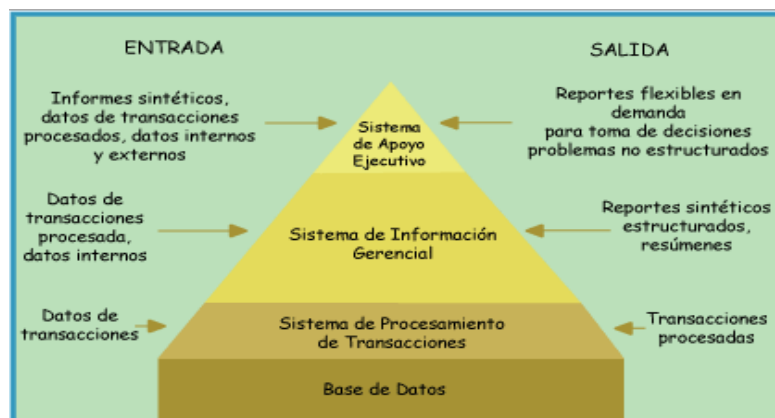 ENTRADA
SALIDA
Informes sintéticos,
datos de transacciones
procesados, datos internos
y externos
Sistema
de Apoyo
Ejecutivo
Reportes flexibles en
demanda
para toma de decisiones
problemas no estructurados
Datos de
transacciones
procesada,
datos internos
Sistema de Información
Gerencial
Reportes sintéticos
estructurados,
resúmenes
Datos de
transacciones
Sistema de Procesamiento
de Transacciones
Transacciones
procesadas
Base de Datos